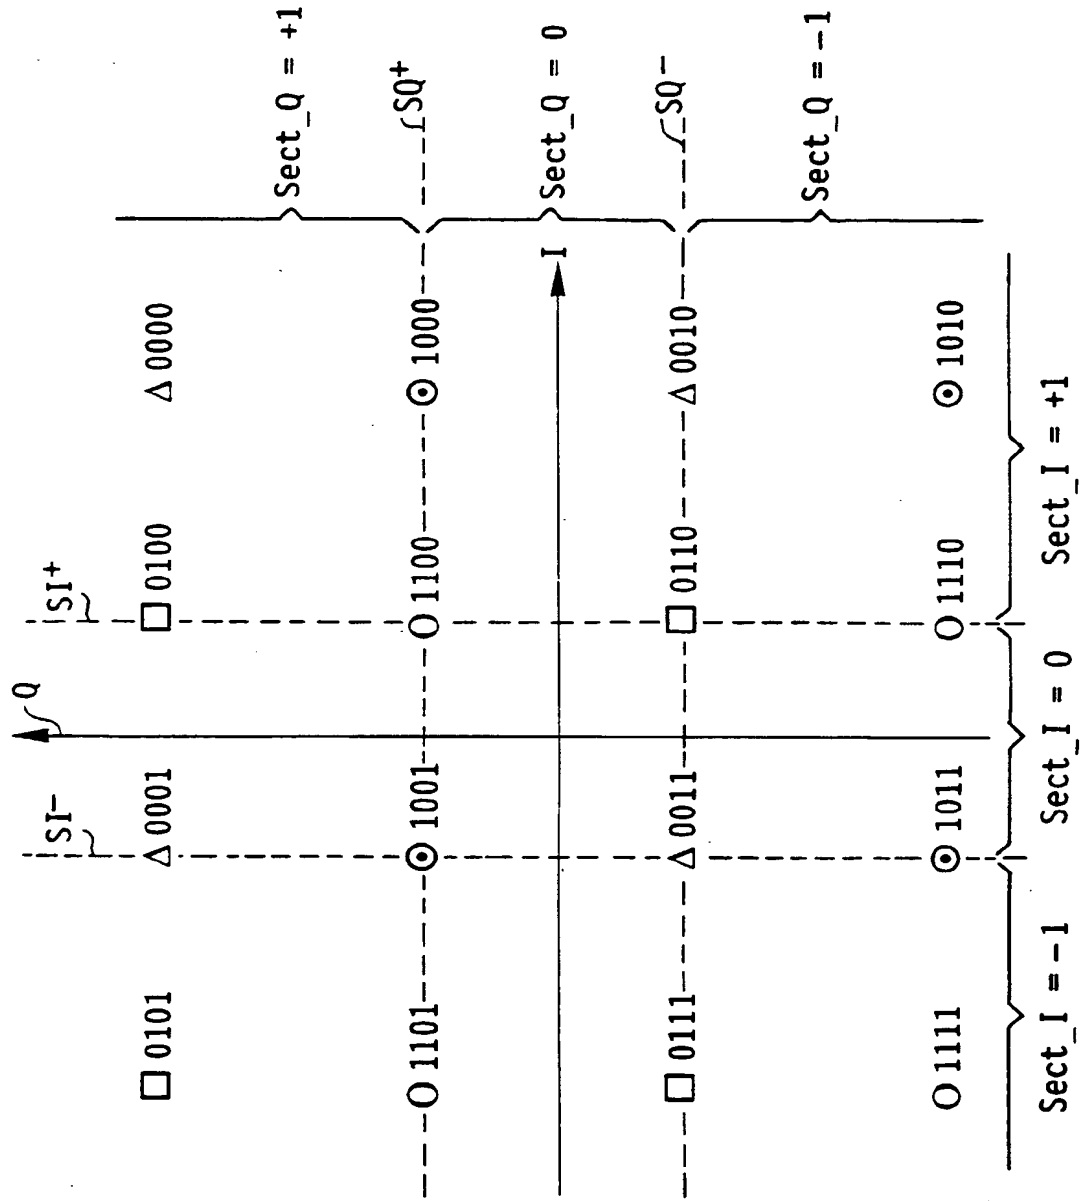 Q
SI⁻
SI⁺
0101 0001 0100 0000
Sect_Q = +1
SQ⁺
1101 1001 1100 1000
I
Sect_Q = 0
SQ⁻
0111 0011 0110 0010
Sect_Q = -1
1111 1011 1110 1010
Sect_I = -1
Sect_I = 0
Sect_I = +1